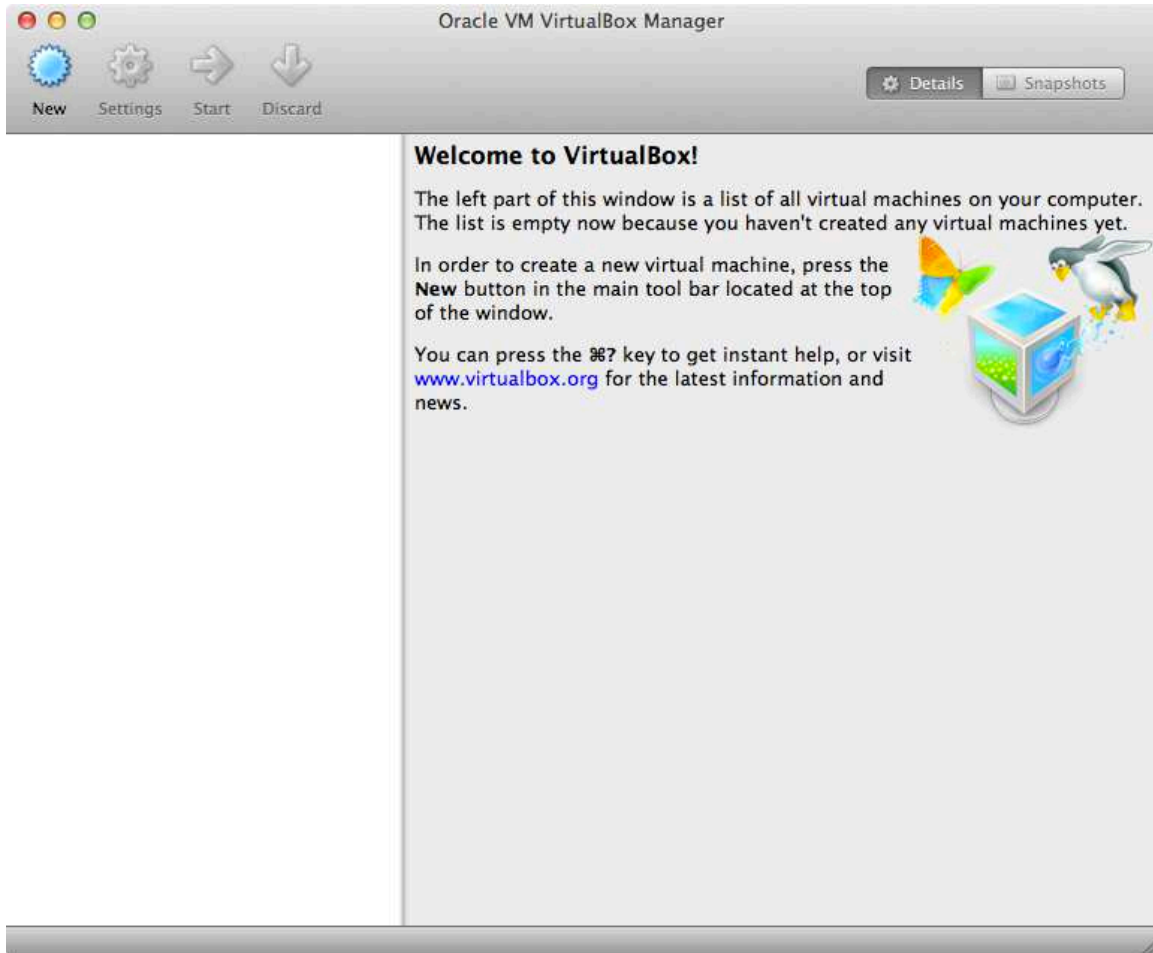 Oracle VM VirtualBox Manager
New Settings Start Discard
Details Snapshots
Welcome to VirtualBox!
The left part of this window is a list of all virtual machines on your computer.
The list is empty now because you haven't created any virtual machines yet.
In order to create a new virtual machine, press the
New button in the main tool bar located at the top
of the window.
You can press the ⌘? key to get instant help, or visit
www.virtualbox.org for the latest information and
news.